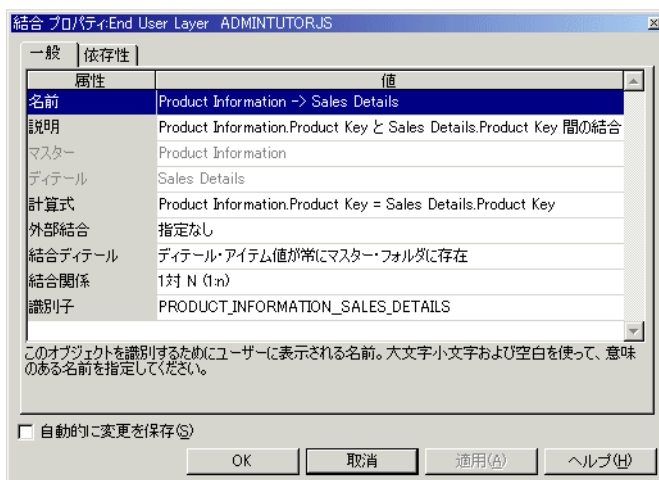 結合 プロパティ:End User Layer ADMINTUTORJS
一般 依存性
属性 値
名前 Product Information -> Sales Details
説明 Product Information.Product Key と Sales Details.Product Key 間の結合
マスター Product Information
ディテール Sales Details
計算式 Product Information.Product Key = Sales Details.Product Key
外部結合 指定なし
結合ディテール ディテール・アイテム値が常にマスター・フォルダに存在
結合関係 1対 N (1:n)
識別子 PRODUCT_INFORMATION_SALES_DETAILS
このオブジェクトを識別するためにユーザーに表示される名前。大文字小文字および空白を使って、意味
のある名前を指定してください。
自動的に変更を保存(S)
OK 取消 適用(A) ヘルプ(H)